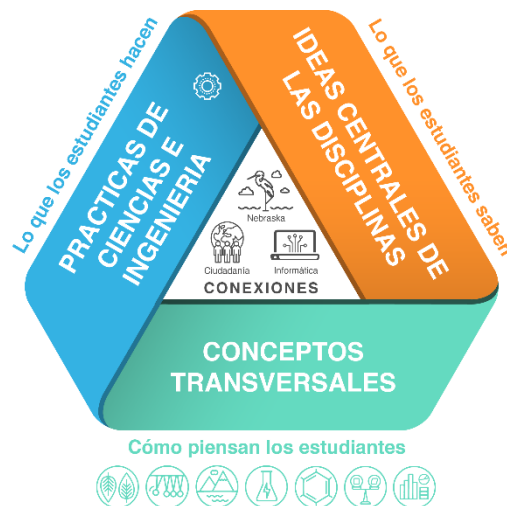 Lo que los estudiantes hacen
PRACTICAS DE
CIENCIAS E
INGENIERIA
IDEAS CENTRALES DE
LAS DISCIPLINAS
Lo que los estudiantes saben
Nebraska
Ciudadanía
Informática
CONEXIONES
CONCEPTOS
TRANSVERSALES
Cómo piensan los estudiantes